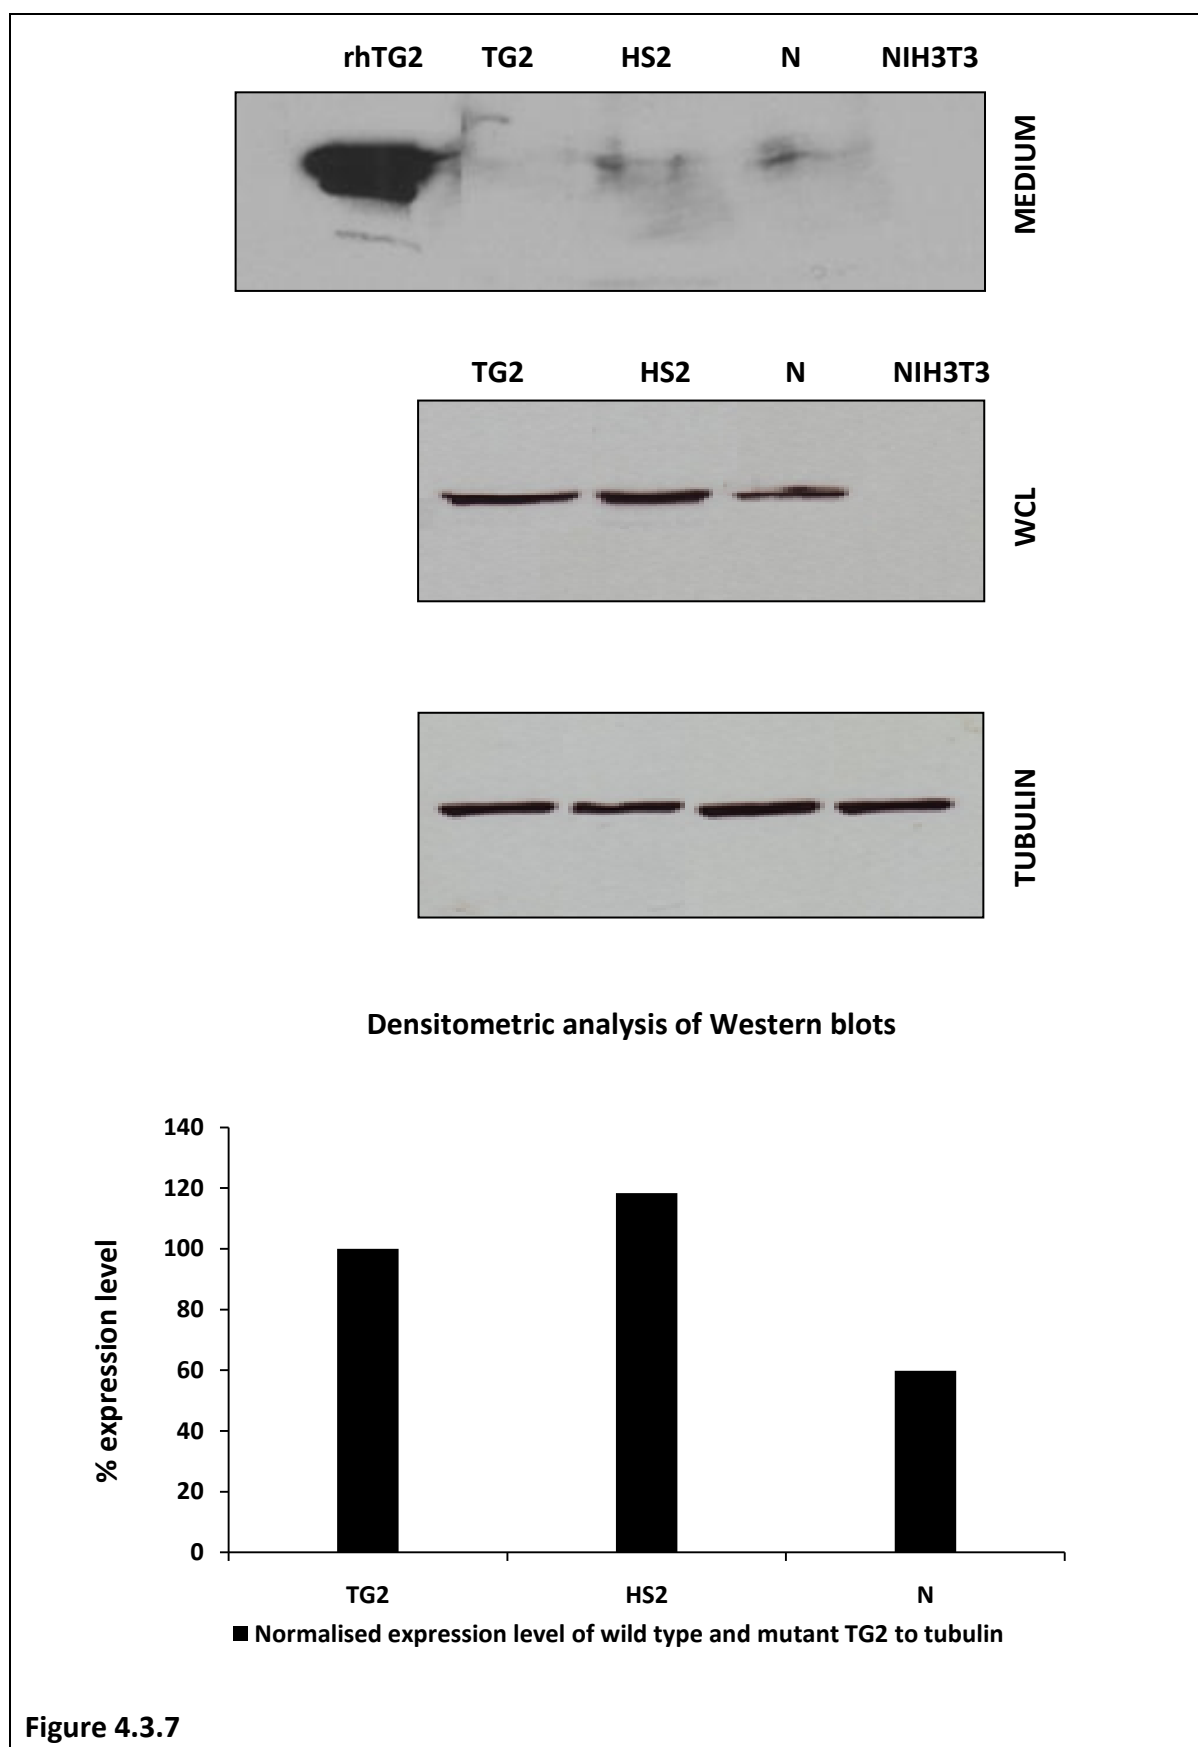 rhTG2 TG2 HS2 N NIH3T3
MEDIUM
TG2 HS2 N NIH3T3
WCL
TUBULIN
Densitometric analysis of Western blots
140
120
100
80
60
40
20
0
% expression level
TG2 HS2 N
Normalised expression level of wild type and mutant TG2 to tubulin
Figure 4.3.7